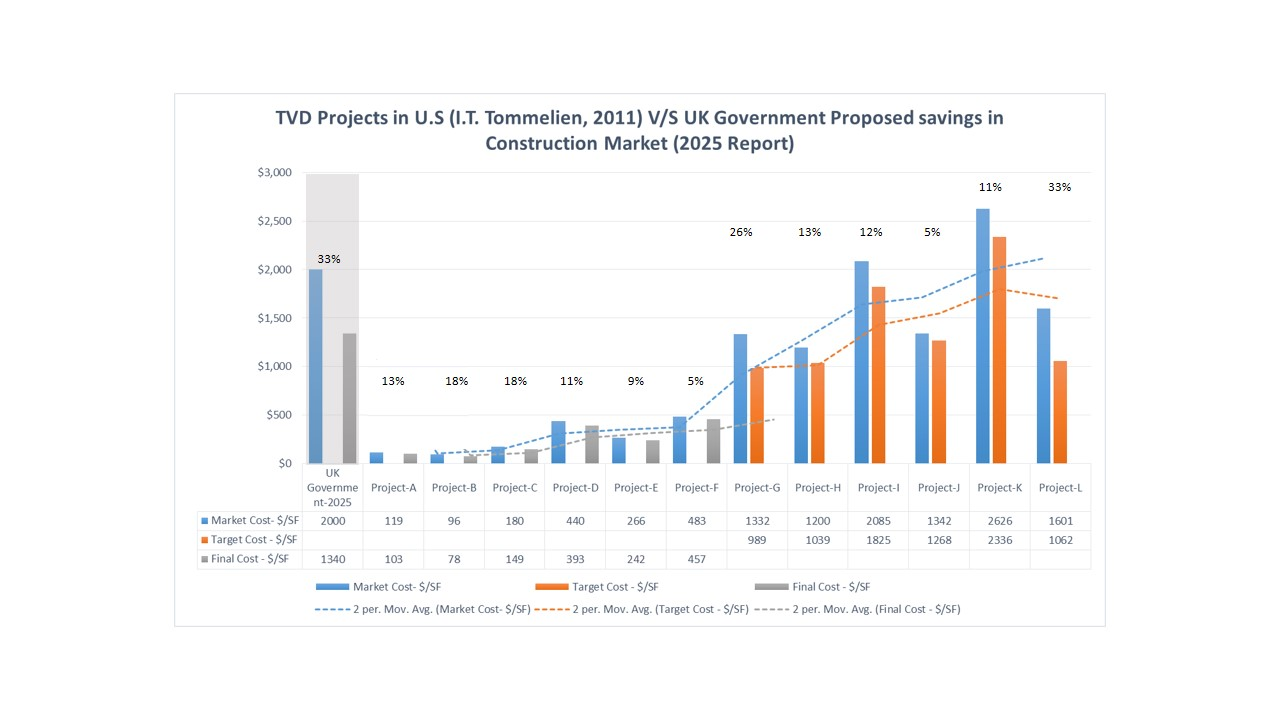 TVD Projects in U.S (I.T. Tommelien, 2011) V/S UK Government Proposed savings in
Construction Market (2025 Report)
$3,000
$2,500
$2,000
$1,500
$1,000
$500
$0
33%
13%
18%
18%
11%
9%
5%
26%
13%
12%
5%
11%
33%
UK
Governme
nt-2025
Project-A Project-B Project-C Project-D Project-E Project-F Project-G Project-H Project-I Project-J Project-K Project-L
Market Cost- $/SF 2000 119 96 180 440 266 483 1332 1200 2085 1342 2626 1601
Target Cost - $/SF 989 1039 1825 1268 2336 1062
Final Cost - $/SF 1340 103 78 149 393 242 457
Market Cost- $/SF Target Cost - $/SF Final Cost - $/SF
2 per. Mov. Avg. (Market Cost- $/SF) 2 per. Mov. Avg. (Target Cost - $/SF) 2 per. Mov. Avg. (Final Cost - $/SF)